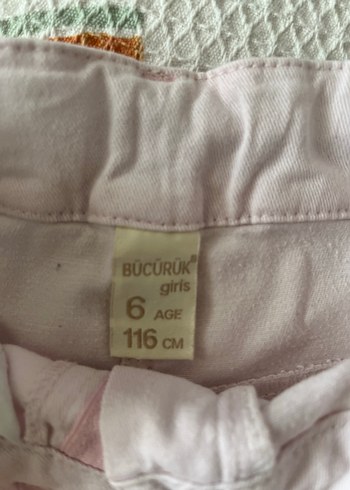 BÜCÜRÜK®
girls
6 AGE
116 CM